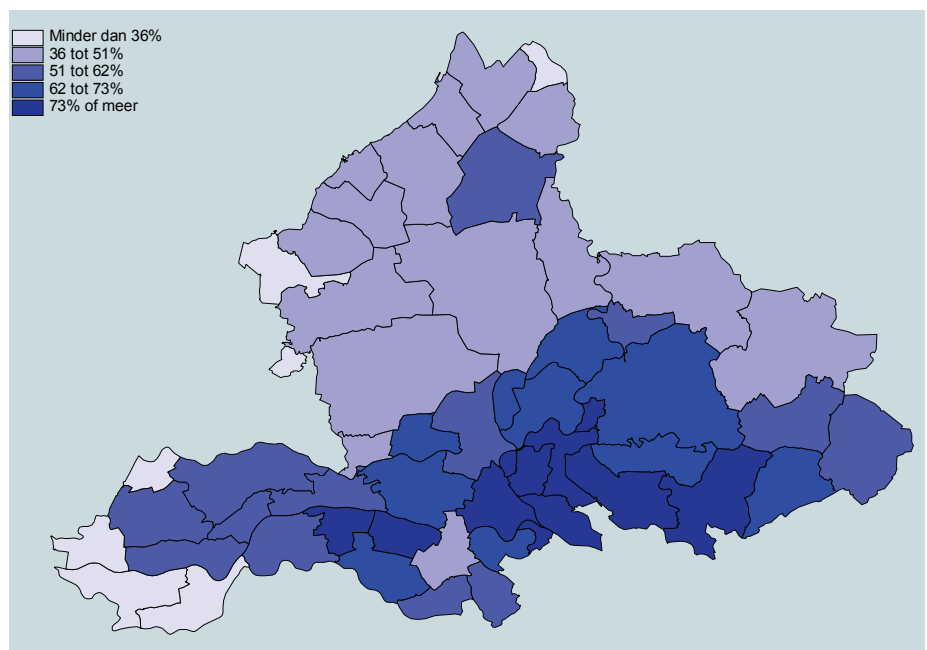 Minder dan 36%
36 tot 51%
51 tot 62%
62 tot 73%
73% of meer